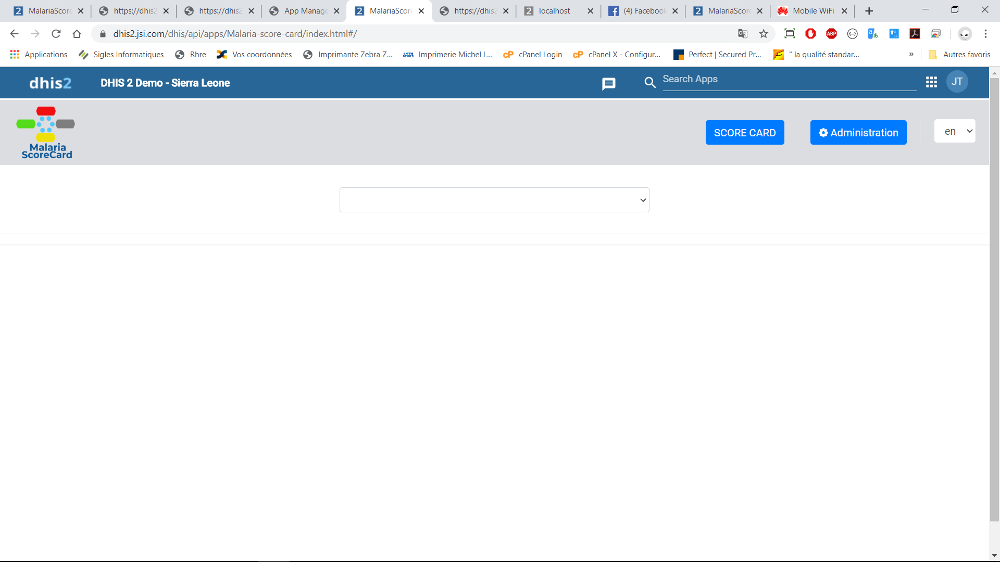 MalariaScore https://dhis2 https://dhis2 App Manage MalariaScore https://dhis2 localhost (4) Facebook MalariaScore Mobile WiFi
dhis2.jsi.com/dhis/api/apps/Malaria-score-card/index.html#/
Applications Sigles Informatiques Rhre Vos coordonnées Imprimante Zebra Z... Imprimerie Michel L... cPanel Login cPanel X - Configur... Perfect | Secured Pr... " la qualité standar... » Autres favoris
dhis2 DHIS 2 Demo - Sierra Leone Search Apps JT
Malaria
ScoreCard
SCORE CARD Administration en